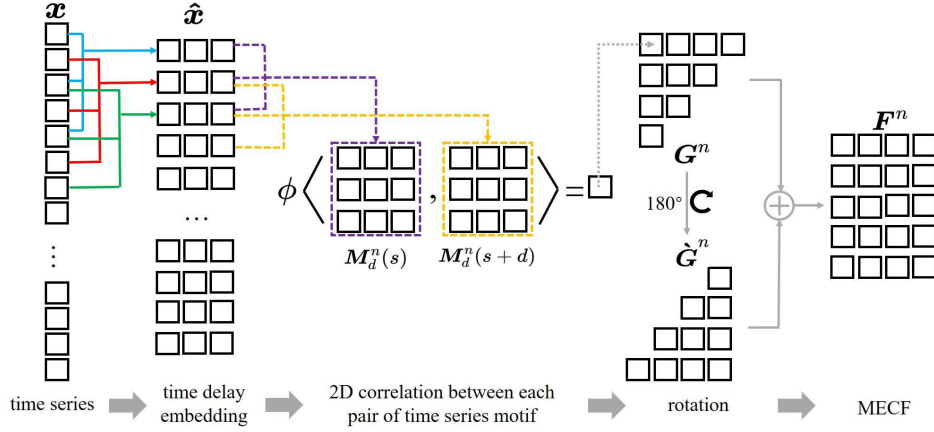 x
x̂
...
⋮
ϕ⟨ , ⟩ =
M_d^n(s)
M_d^n(s + d)
G^n
180°
G̀^n
F^n
+
time series
time delay
embedding
2D correlation between each
pair of time series motif
rotation
MECF